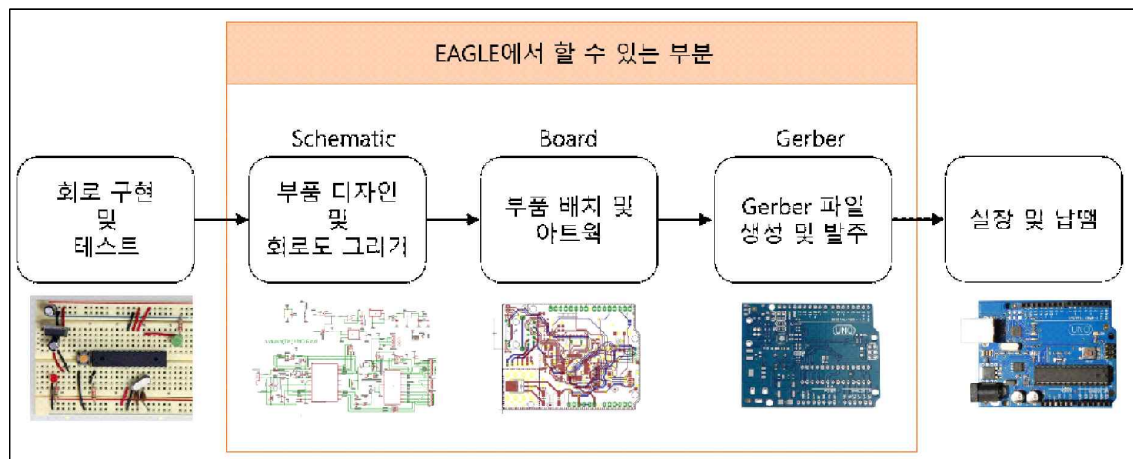 EAGLE에서 할 수 있는 부분
Schematic
Board
Gerber
회로 구현
및
테스트
부품 디자인
및
회로도 그리기
부품 배치 및
아트웍
Gerber 파일
생성 및 발주
실장 및 납땜
UNO
UNO